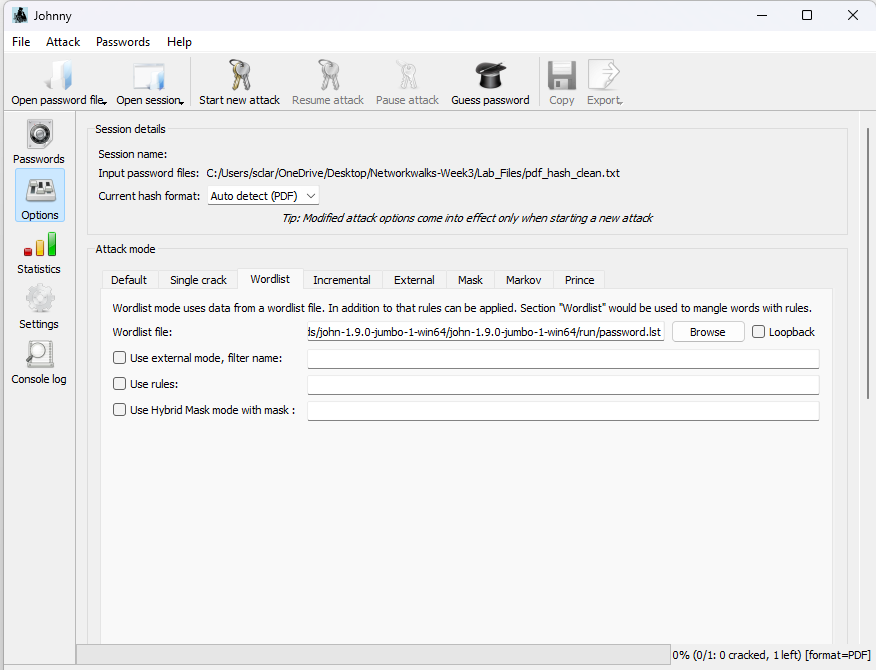 Johnny
File Attack Passwords Help
Open password file Open session Start new attack Resume attack Pause attack Guess password Copy Export
Passwords
Options
Statistics
Settings
Console log
Session details
Session name:
Input password files: C:/Users/sclar/OneDrive/Desktop/Networkwalks-Week3/Lab_Files/pdf_hash_clean.txt
Current hash format: Auto detect (PDF)
Tip: Modified attack options come into effect only when starting a new attack
Attack mode
Default Single crack Wordlist Incremental External Mask Markov Prince
Wordlist mode uses data from a wordlist file. In addition to that rules can be applied. Section "Wordlist" would be used to mangle words with rules.
Wordlist file: ds/john-1.9.0-jumbo-1-win64/john-1.9.0-jumbo-1-win64/run/password.lst Browse Loopback
Use external mode, filter name:
Use rules:
Use Hybrid Mask mode with mask :
0% (0/1: 0 cracked, 1 left) [format=PDF]